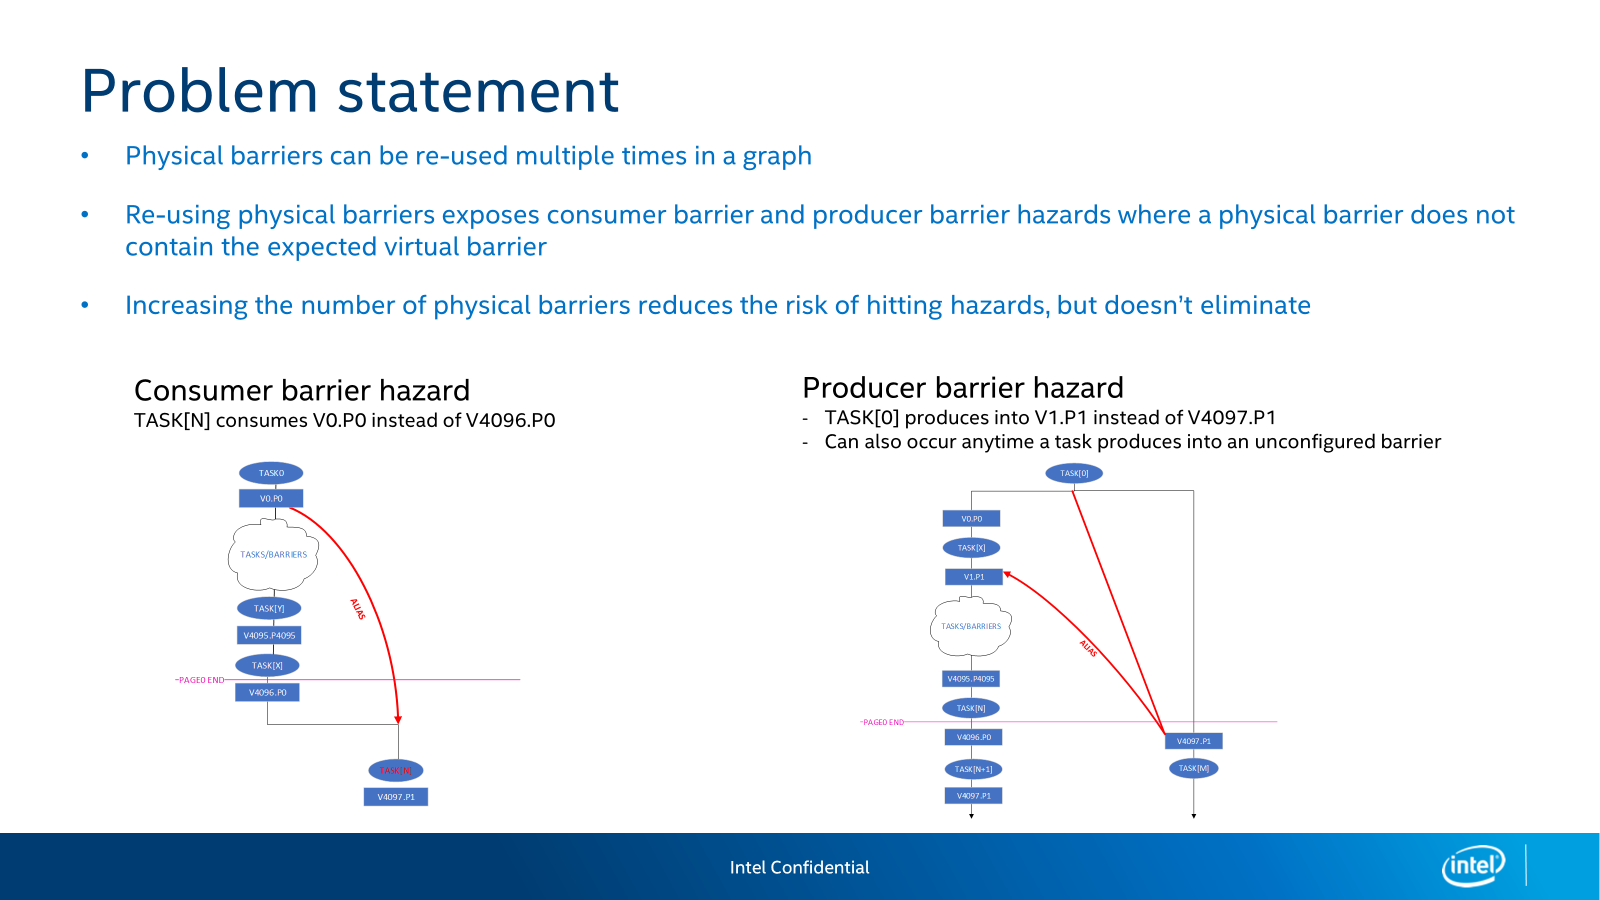 Problem statement
• Physical barriers can be re-used multiple times in a graph
• Re-using physical barriers exposes consumer barrier and producer barrier hazards where a physical barrier does not
contain the expected virtual barrier
• Increasing the number of physical barriers reduces the risk of hitting hazards, but doesn’t eliminate
Consumer barrier hazard
TASK[N] consumes V0.P0 instead of V4096.P0
TASK0
V0.P0
TASKS/BARRIERS
ALIAS
TASK[Y]
V4095.P4095
TASK[X]
PAGE0 END
V4096.P0
TASK[N]
V4097.P1
Producer barrier hazard
- TASK[0] produces into V1.P1 instead of V4097.P1
- Can also occur anytime a task produces into an unconfigured barrier
TASK[0]
V0.P0
TASK[X]
V1.P1
TASKS/BARRIERS
ALIAS
V4095.P4095
TASK[N]
PAGE0 END
V4096.P0
V4097.P1
TASK[N+1]
TASK[M]
V4097.P1
Intel Confidential
intel